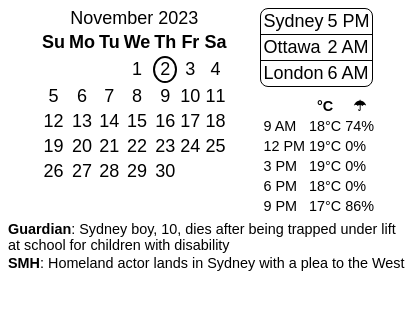 November 2023
Su Mo Tu We Th Fr Sa
1 2 3 4
5 6 7 8 9 10 11
12 13 14 15 16 17 18
19 20 21 22 23 24 25
26 27 28 29 30
Sydney 5 PM
Ottawa 2 AM
London 6 AM
°C ☂
9 AM 18°C 74%
12 PM 19°C 0%
3 PM 19°C 0%
6 PM 18°C 0%
9 PM 17°C 86%
Guardian: Sydney boy, 10, dies after being trapped under lift
at school for children with disability
SMH: Homeland actor lands in Sydney with a plea to the West